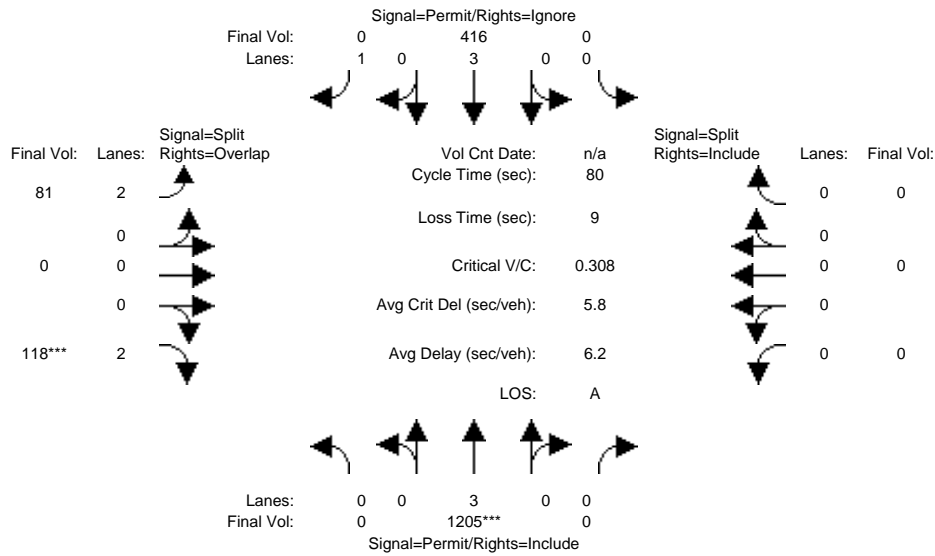 Signal=Permit/Rights=Ignore
Final Vol: 0 416 0
Lanes: 1 0 3 0 0
Signal=Split
Final Vol: Lanes: Rights=Overlap
Vol Cnt Date: n/a
Signal=Split
Rights=Include Lanes: Final Vol:
Cycle Time (sec): 80
81 2
0 0
Loss Time (sec): 9
0
0
0 0
Critical V/C: 0.308
0 0
0
Avg Crit Del (sec/veh): 5.8
0
118*** 2
Avg Delay (sec/veh): 6.2
0 0
LOS: A
Lanes: 0 0 3 0 0
Final Vol: 0 1205*** 0
Signal=Permit/Rights=Include